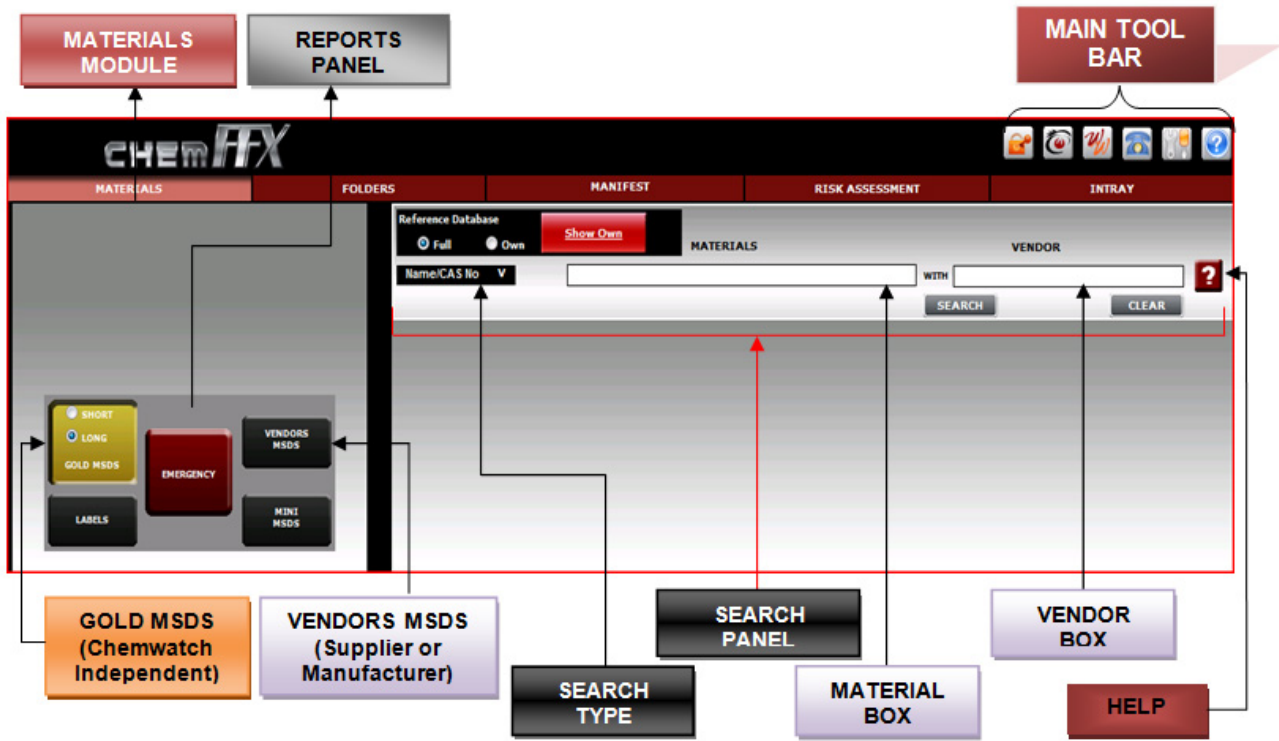 MATERIALS
MODULE
REPORTS
PANEL
MAIN TOOL
BAR
CHEM FFX
MATERIALS FOLDERS MANIFEST RISK ASSESSMENT INTRAY
Reference Database
Full Own
Show Own
MATERIALS
VENDOR
Name/CAS No V
WITH
?
SEARCH
CLEAR
SHORT
LONG
GOLD MSDS
EMERGENCY
VENDORS
MSDS
LABELS
MINI
MSDS
GOLD MSDS
(Chemwatch
Independent)
VENDORS MSDS
(Supplier or
Manufacturer)
SEARCH
TYPE
SEARCH
PANEL
MATERIAL
BOX
VENDOR
BOX
HELP